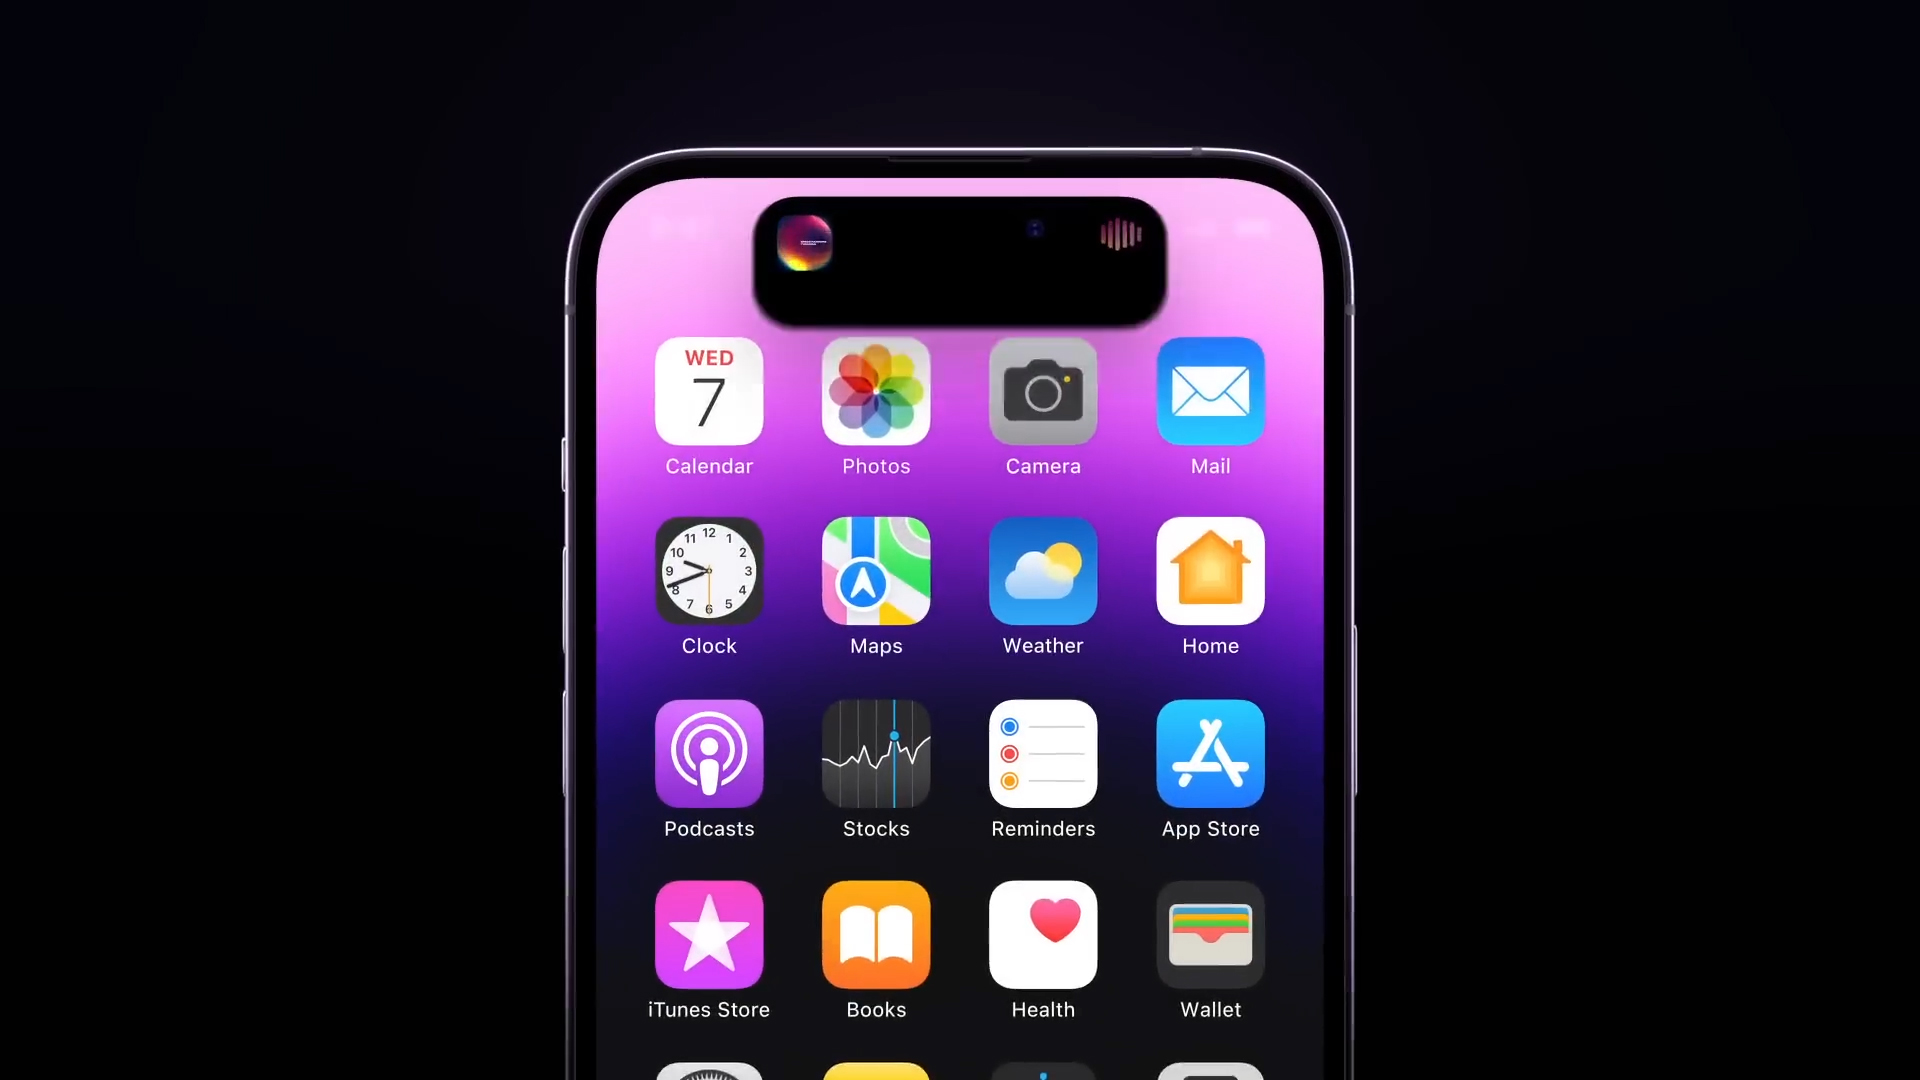 WED
7
Calendar
Photos
Camera
Mail
12
11
1
10
2
9
3
8
4
7
5
6
Clock
Maps
Weather
Home
Podcasts
Stocks
Reminders
App Store
iTunes Store
Books
Health
Wallet